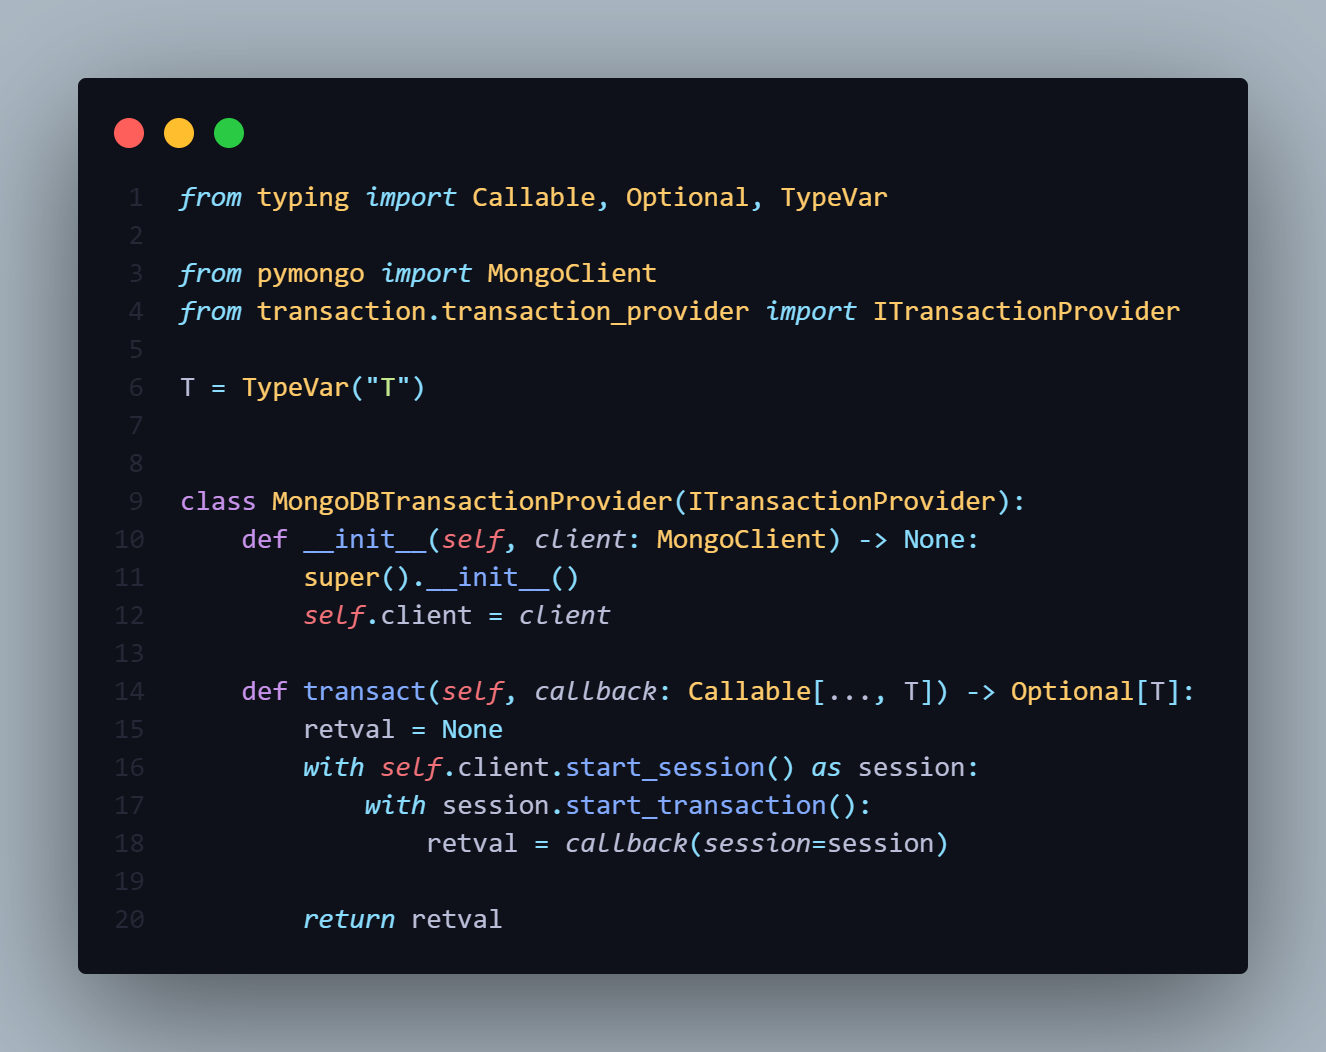 1 from typing import Callable, Optional, TypeVar
2
3 from pymongo import MongoClient
4 from transaction.transaction_provider import ITransactionProvider
5
6 T = TypeVar("T")
7
8
9 class MongoDBTransactionProvider(ITransactionProvider):
10     def __init__(self, client: MongoClient) -> None:
11         super().__init__()
12         self.client = client
13
14     def transact(self, callback: Callable[..., T]) -> Optional[T]:
15         retval = None
16         with self.client.start_session() as session:
17             with session.start_transaction():
18                 retval = callback(session=session)
19
20         return retval